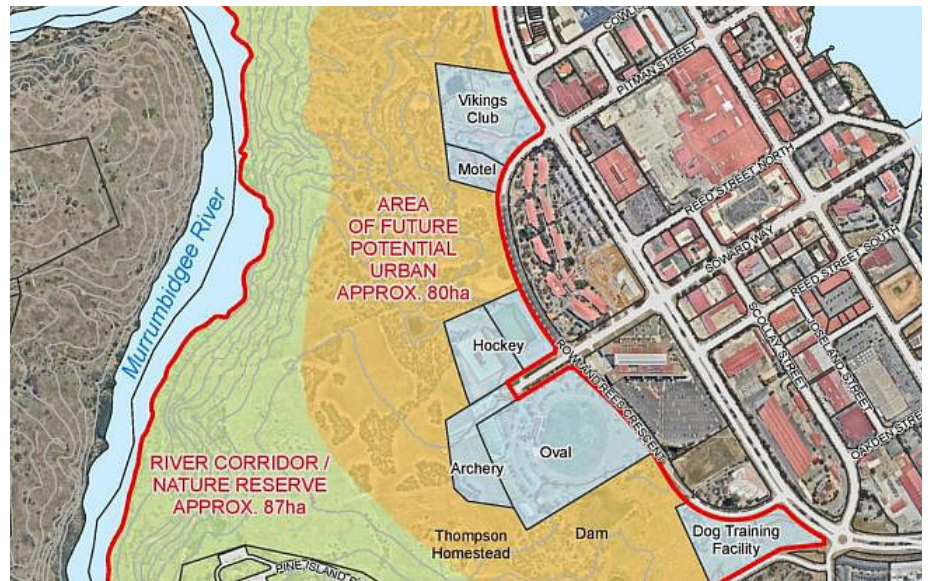 COWLIS
PITMAN STREET
Vikings
Club
Motel
REED STREET NORTH
AREA
OF FUTURE
POTENTIAL
URBAN
APPROX. 80ha
SOWARD WAY
REED STREET SOUTH
Murrumbidgee River
SCOLLAY STREET
JOSELAND STREET
Hockey
ROWLAND REES CRESCENT
OAKDEN STREE
Oval
RIVER CORRIDOR /
NATURE RESERVE
APPROX. 87ha
Archery
Thompson
Homestead
Dam
Dog Training
Facility
PINE ISLAND